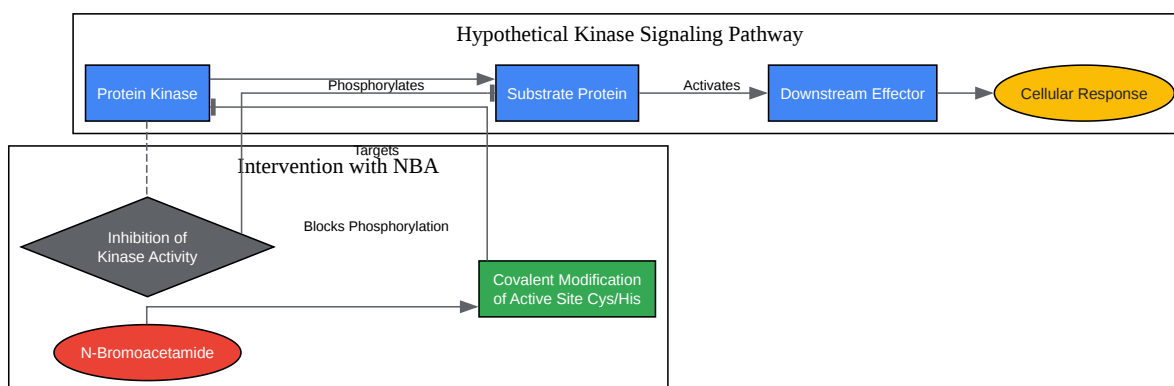 Hypothetical Kinase Signaling Pathway
Protein Kinase
Phosphorylates
Substrate Protein
Activates
Downstream Effector
Cellular Response
Targets
Intervention with NBA
Blocks Phosphorylation
Inhibition of
Kinase Activity
Covalent Modification
of Active Site Cys/His
N-Bromoacetamide